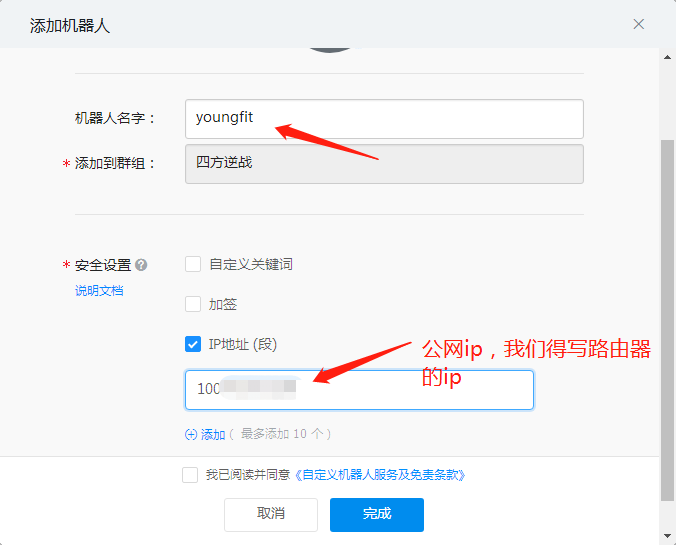 添加机器人
机器人名字：
youngfit
* 添加到群组：
四方逆战
* 安全设置 ?
说明文档
自定义关键词
加签
IP地址 (段)
公网ip，我们得写路由器
的ip
100
添加 ( 最多添加 10 个 )
我已阅读并同意《自定义机器人服务及免责条款》
取消
完成